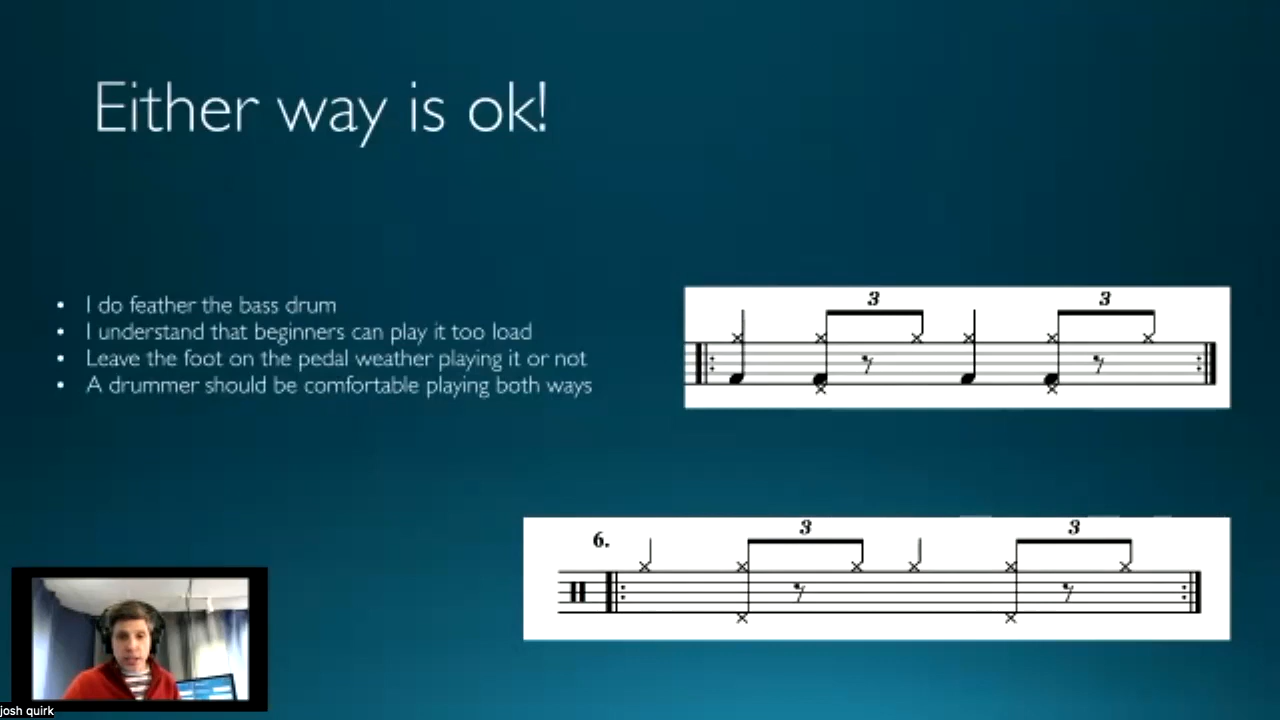 Either way is ok!
• I do feather the bass drum
• I understand that beginners can play it too load
• Leave the foot on the pedal weather playing it or not
• A drummer should be comfortable playing both ways
3 3
6. 3 3
josh quirk